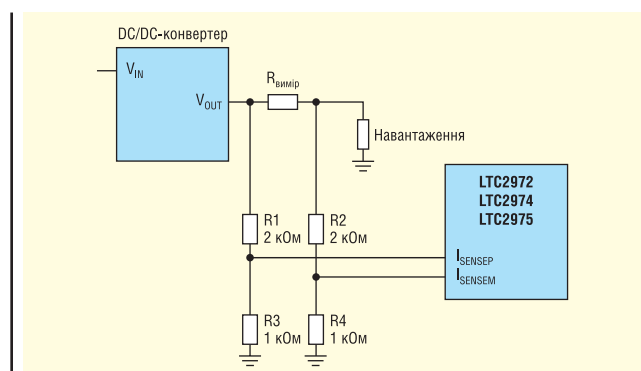 DC/DC-конвертер
VIN
VOUT
Rвимір
Навантаження
LTC2972
LTC2974
LTC2975
R1
2 кОм
R2
2 кОм
ISENSEP
ISENSEM
R3
1 кОм
R4
1 кОм